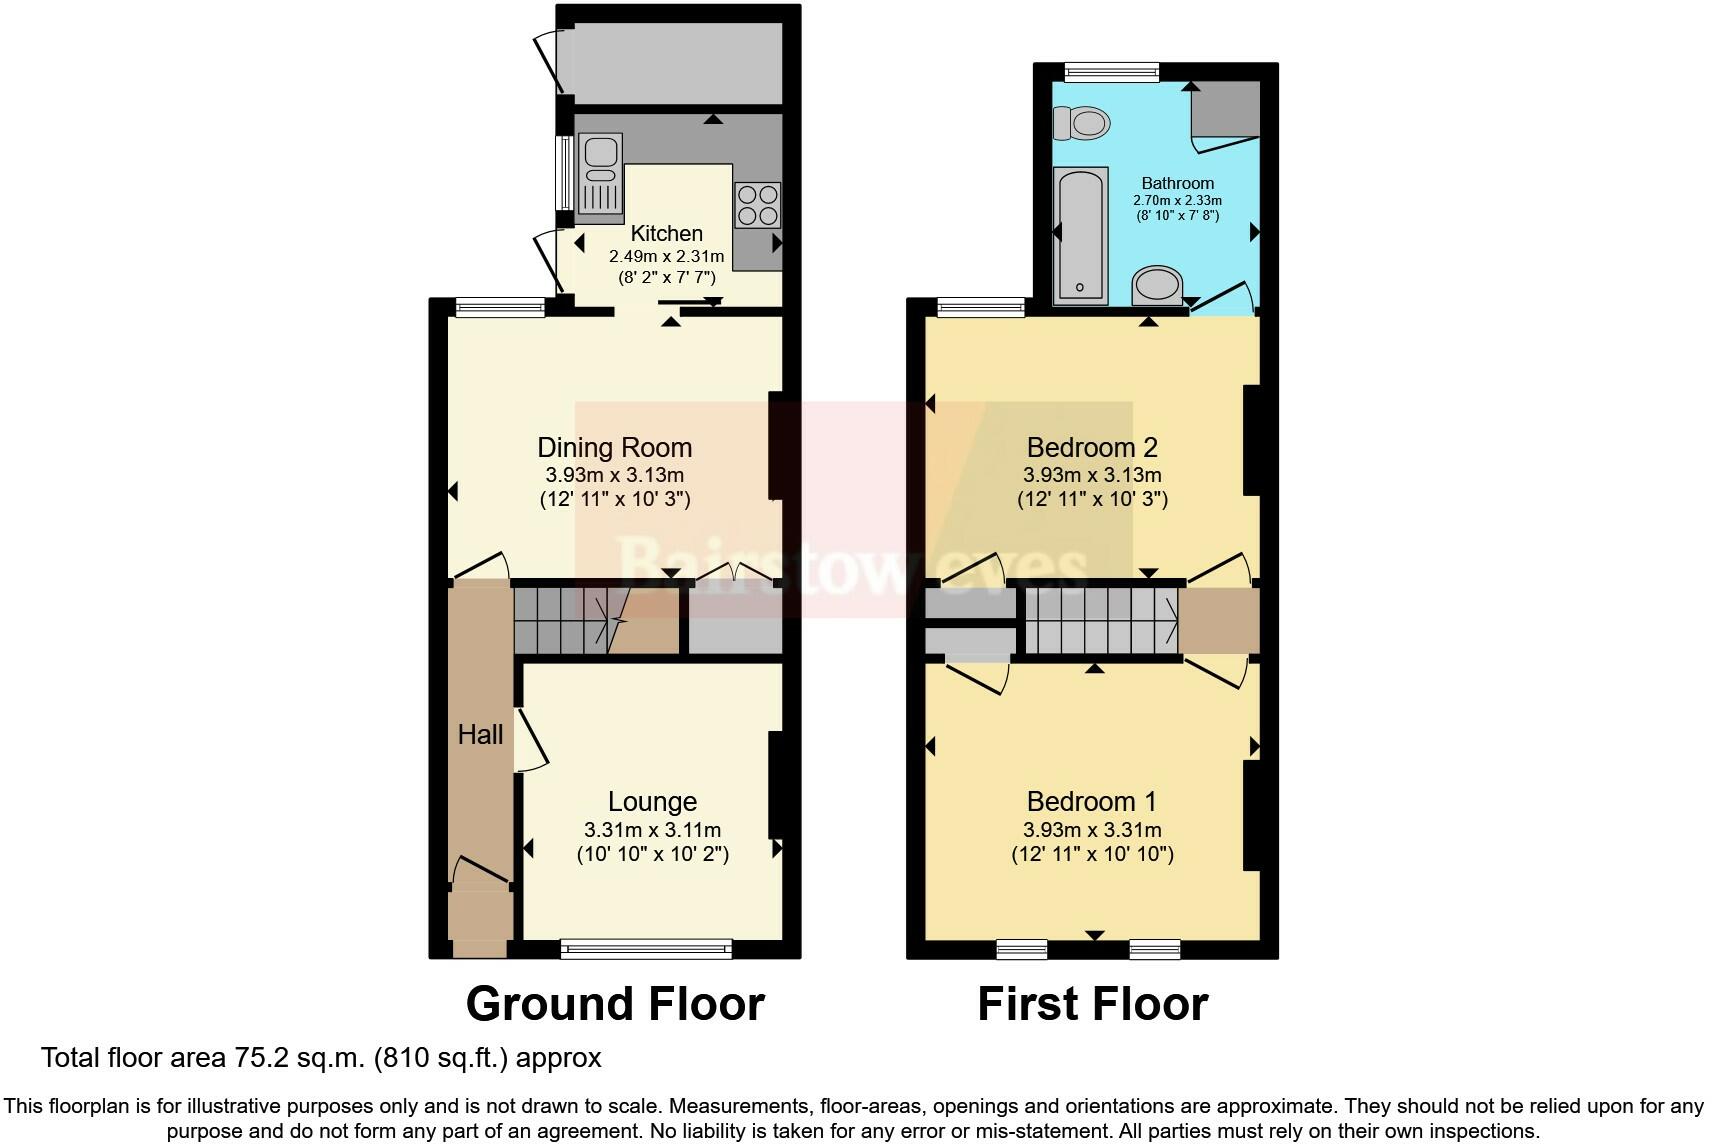 Kitchen
2.49m x 2.31m
(8' 2" x 7' 7")
Dining Room
3.93m x 3.13m
(12' 11" x 10' 3")
Hall
Lounge
3.31m x 3.11m
(10' 10" x 10' 2")
Ground Floor
Bathroom
2.70m x 2.33m
(8' 10" x 7' 8")
Bedroom 2
3.93m x 3.13m
(12' 11" x 10' 3")
Bairstow eves
Bedroom 1
3.93m x 3.31m
(12' 11" x 10' 10")
First Floor
Total floor area 75.2 sq.m. (810 sq.ft.) approx
This floorplan is for illustrative purposes only and is not drawn to scale. Measurements, floor-areas, openings and orientations are approximate. They should not be relied upon for any
purpose and do not form any part of an agreement. No liability is taken for any error or mis-statement. All parties must rely on their own inspections.